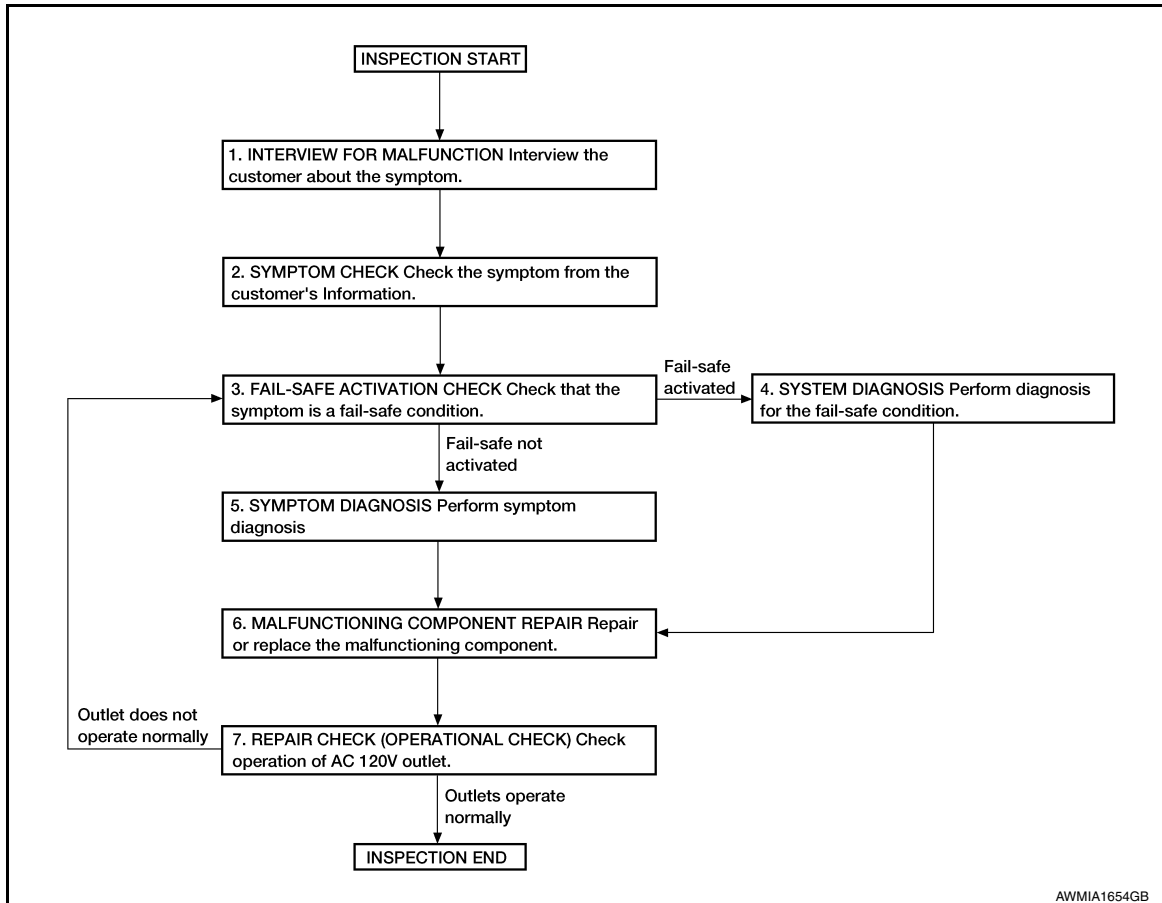 INSPECTION START
1. INTERVIEW FOR MALFUNCTION Interview the
customer about the symptom.
2. SYMPTOM CHECK Check the symptom from the
customer's Information.
3. FAIL-SAFE ACTIVATION CHECK Check that the
symptom is a fail-safe condition.
Fail-safe
activated
4. SYSTEM DIAGNOSIS Perform diagnosis
for the fail-safe condition.
Fail-safe not
activated
5. SYMPTOM DIAGNOSIS Perform symptom
diagnosis
6. MALFUNCTIONING COMPONENT REPAIR Repair
or replace the malfunctioning component.
Outlet does not
operate normally
7. REPAIR CHECK (OPERATIONAL CHECK) Check
operation of AC 120V outlet.
Outlets operate
normally
INSPECTION END
AWMIA1654GB